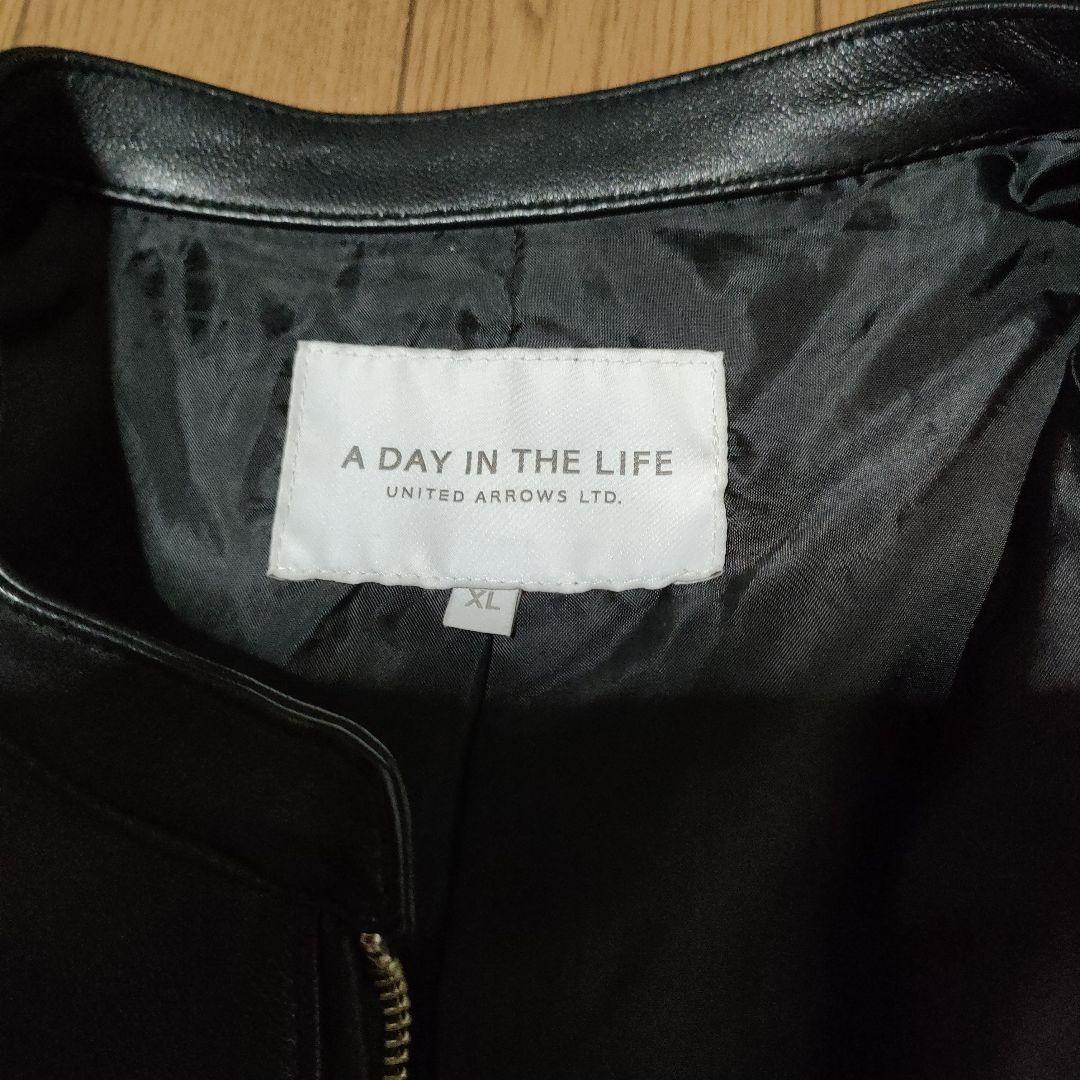 A DAY IN THE LIFE
UNITED ARROWS LTD.
XL